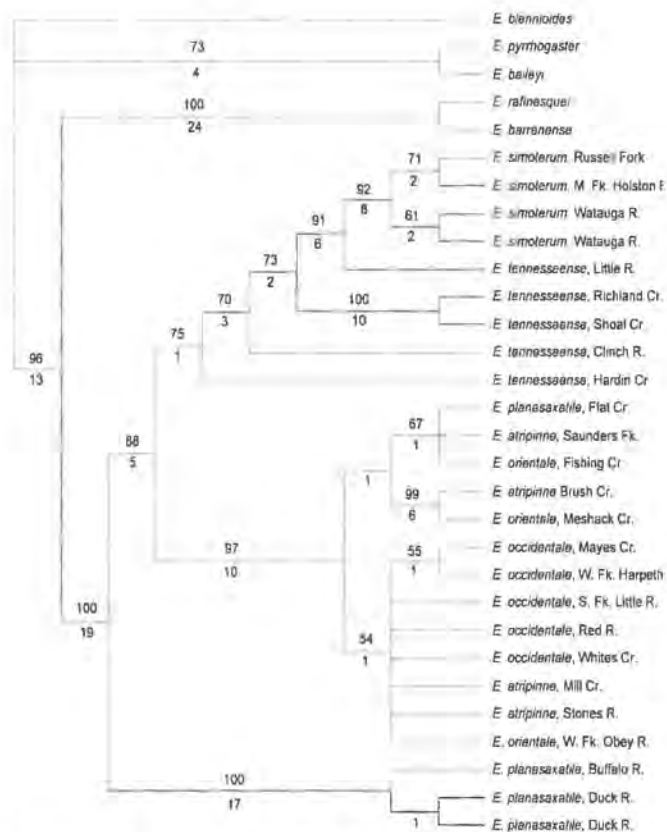 E. blennioides
73
E. pyrrhogaster
4
E. baileyi
100
E. rafinesquei
24
E. barrenense
71
E. simoterum, Russell Fork
2
E. simoterum, M. Fk. Holston
92
8
61
E. simoterum, Watauga R.
2
E. simoterum, Watauga R.
91
6
E. tennesseense, Little R.
73
2
100
E. tennesseense, Richland Cr.
10
E. tennesseense, Shoal Cr.
70
3
E. tennesseense, Clinch R.
75
1
E. tennesseense, Hardin Cr
96
13
E. planasaxatile, Flat Cr.
67
E. atripinne, Saunders Fk.
1
E. orientale, Fishing Cr
88
5
1
99
E. atripinne Brush Cr.
6
E. orientale, Meshack Cr.
97
10
55
E. occidentale, Mayes Cr.
1
E. occidentale, W. Fk. Harpeth
E. occidentale, S. Fk. Little R.
100
19
E. occidentale, Red R.
54
1
E. occidentale, Whites Cr.
E. atripinne, Mill Cr.
E. atripinne, Stones R.
E. orientale, W. Fk. Obey R.
E. planasaxatile, Buffalo R.
100
17
E. planasaxatile, Duck R.
1
E. planasaxatile, Duck R.